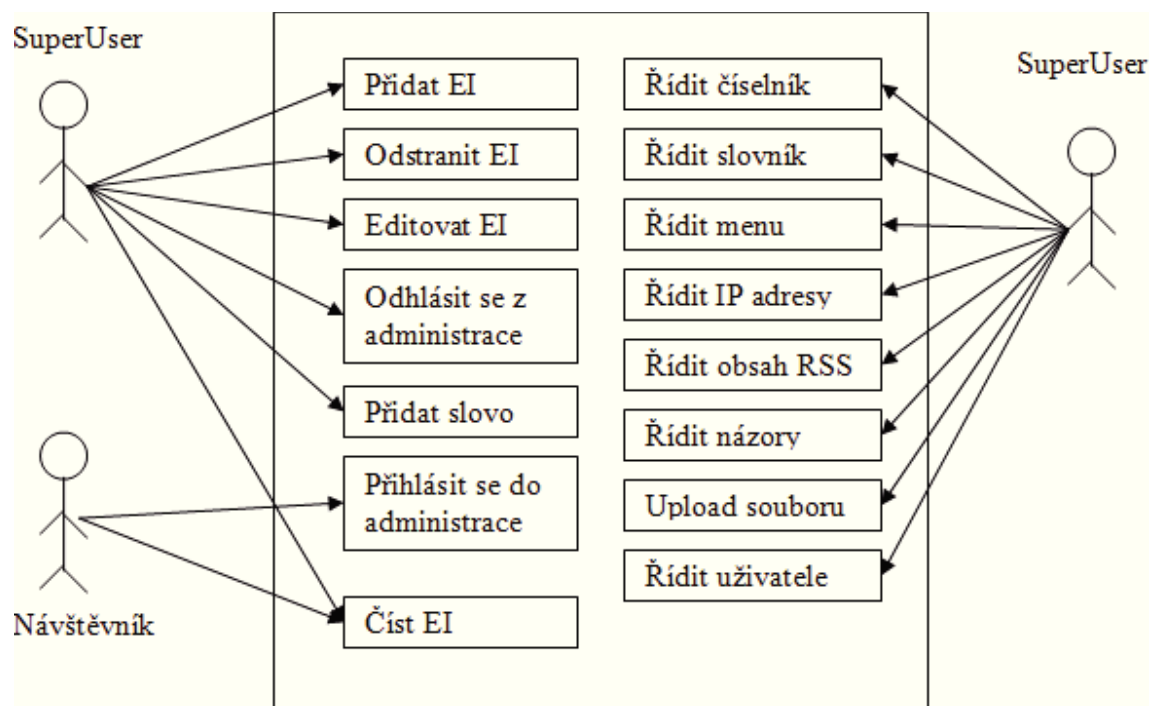 SuperUser
Přidat EI
Odstranit EI
Editovat EI
Odhlásit se z
administrace
Přidat slovo
Přihlásit se do
administrace
Číst EI
Návštěvník
Řídit číselník
Řídit slovník
Řídit menu
Řídit IP adresy
Řídit obsah RSS
Řídit názory
Upload souboru
Řídit uživatele
SuperUser